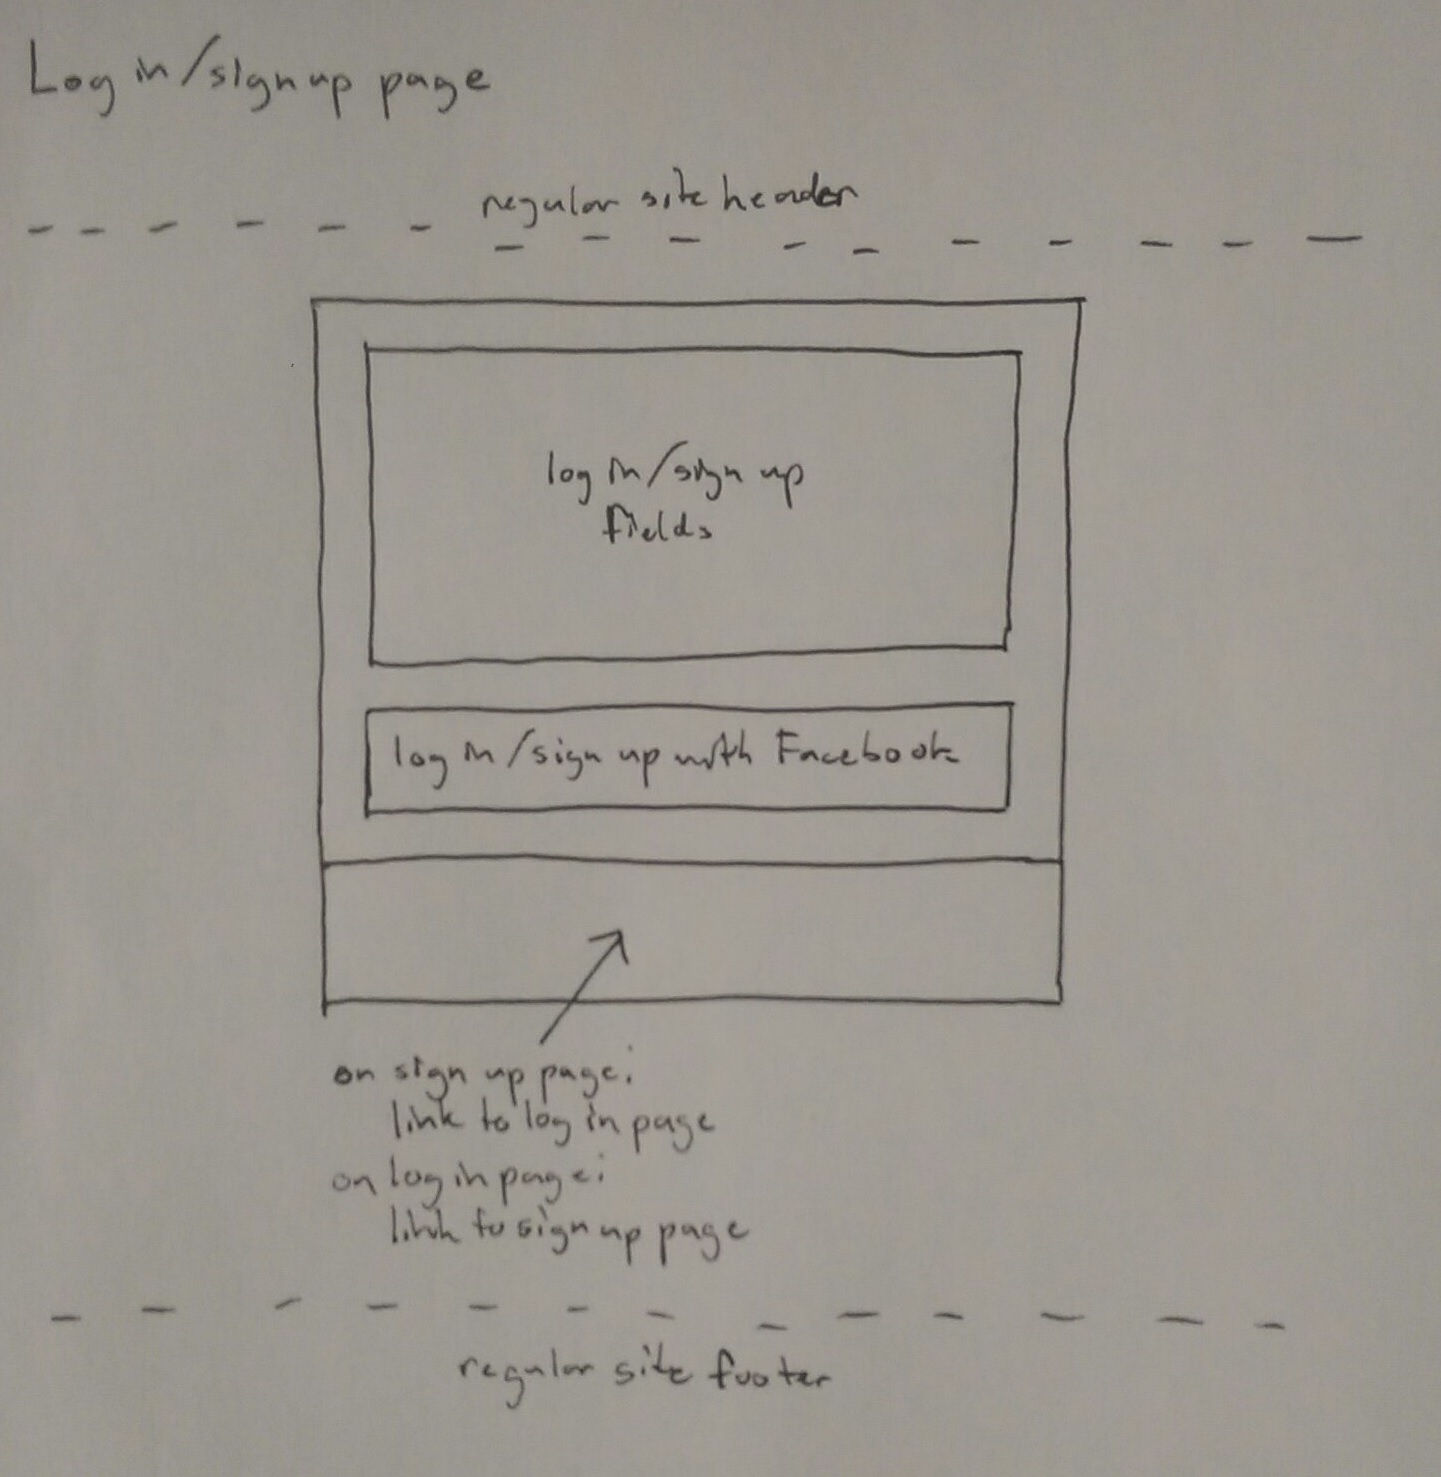 Log in/sign up page
regular site header
log in/sign up
fields
log in/sign up with Facebook
on sign up page:
link to log in page
on log in page:
link to sign up page
regular site footer